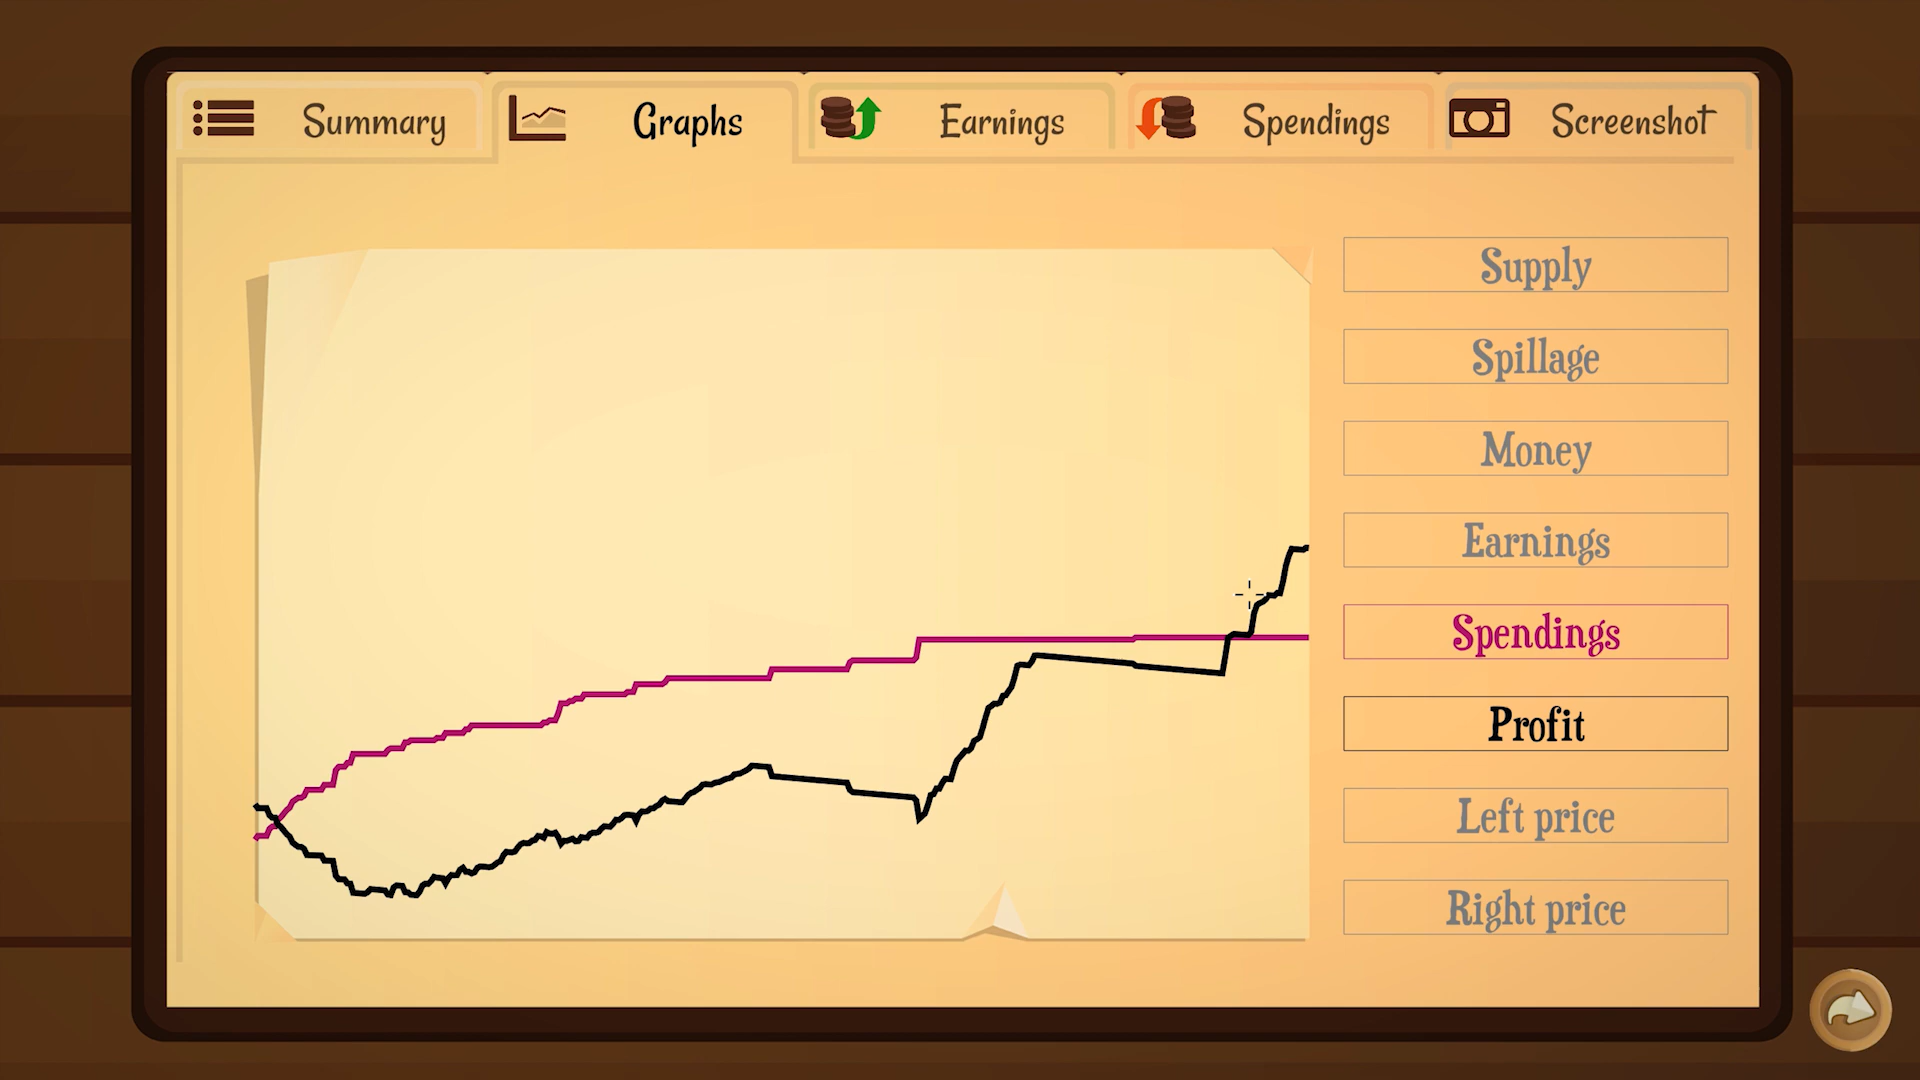 Summary
Graphs
Earnings
Spendings
Screenshot
Supply
Spillage
Money
Earnings
Spendings
Profit
Left price
Right price